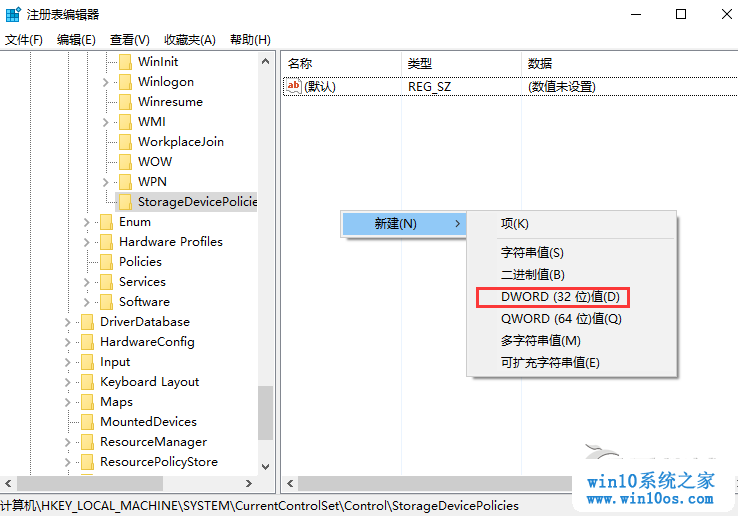 注册表编辑器
文件(F) 编辑(E) 查看(V) 收藏夹(A) 帮助(H)
名称 类型 数据
ab (默认) REG_SZ (数值未设置)
WinInit
Winlogon
Winresume
WMI
WorkplaceJoin
WOW
WPN
StorageDevicePolicie
Enum
Hardware Profiles
Policies
Services
Software
DriverDatabase
HardwareConfig
Input
Keyboard Layout
Maps
MountedDevices
ResourceManager
ResourcePolicyStore
新建(N)
项(K)
字符串值(S)
二进制值(B)
DWORD (32 位)值(D)
QWORD (64 位)值(Q)
多字符串值(M)
可扩充字符串值(E)
计算机\HKEY_LOCAL_MACHINE\SYSTEM\CurrentControlSet\Control\StorageDevicePolicies
win10系统之家
www.win10os.com